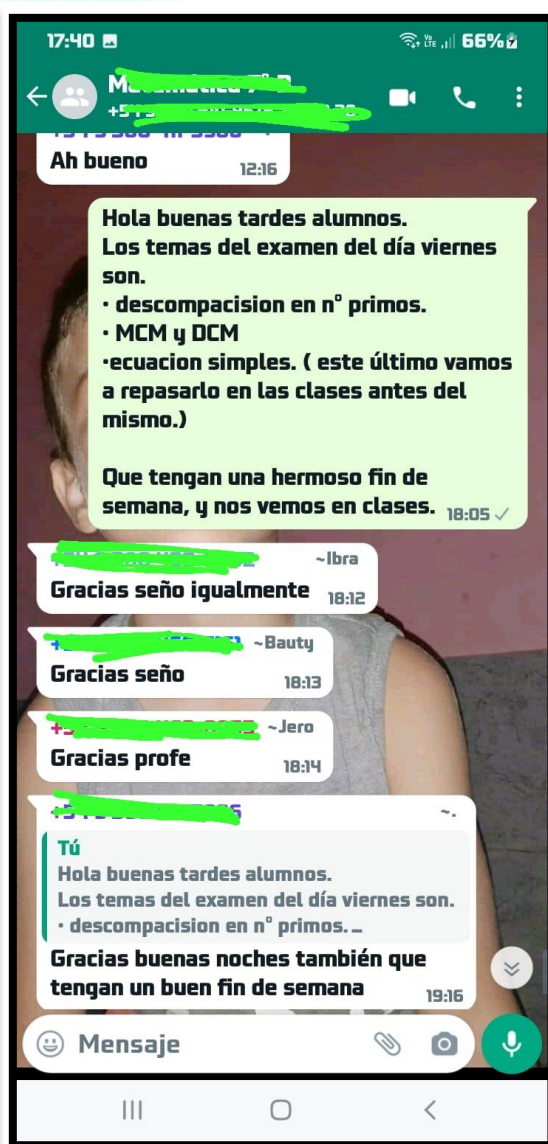 17:40
Vo LTE 66%
Ah bueno
12:16
Hola buenas tardes alumnos.
Los temas del examen del día viernes
son.
• descompacision en n° primos.
• MCM y DCM
•ecuacion simples. ( este último vamos
a repasarlo en las clases antes del
mismo.)
Que tengan una hermoso fin de
semana, y nos vemos en clases. 18:05
~Ibra
Gracias seño igualmente 18:12
~Bauty
Gracias seño
18:13
~Jero
Gracias profe
18:14
~.
Tú
Hola buenas tardes alumnos.
Los temas del examen del día viernes son.
• descompacision en n° primos. …
Gracias buenas noches también que
tengan un buen fin de semana 19:16
Mensaje